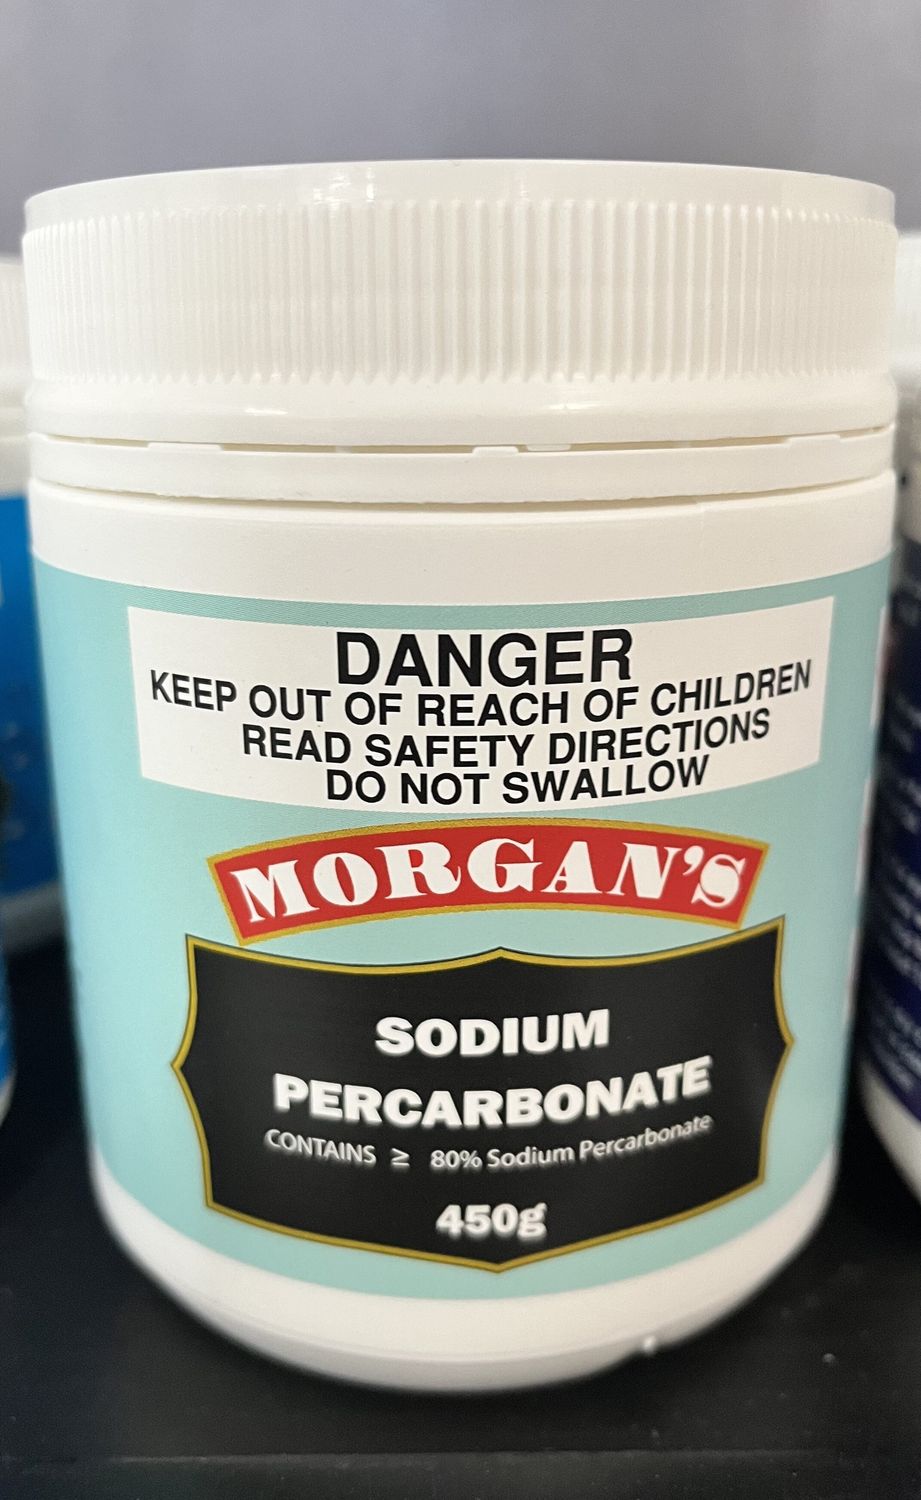 DANGER
KEEP OUT OF REACH OF CHILDREN
READ SAFETY DIRECTIONS
DO NOT SWALLOW
MORGAN'S
SODIUM
PERCARBONATE
CONTAINS ≥ 80% Sodium Percarbonate
450g